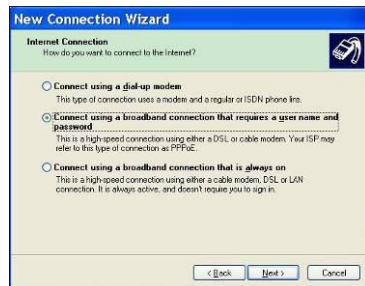 New Connection Wizard
Internet Connection
How do you want to connect to the Internet?
Connect using a dial-up modem
This type of connection uses a modem and a regular or ISDN phone line.
Connect using a broadband connection that requires a user name and
password
This is a high-speed connection using either a DSL or cable modem. Your ISP may
refer to this type of connection as PPPoE.
Connect using a broadband connection that is always on
This is a high-speed connection using either a cable modem, DSL or LAN
connection. It is always active, and doesn't require you to sign in.
< Back
Next >
Cancel